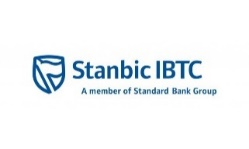 Stanbic IBTC
A member of Standard Bank Group